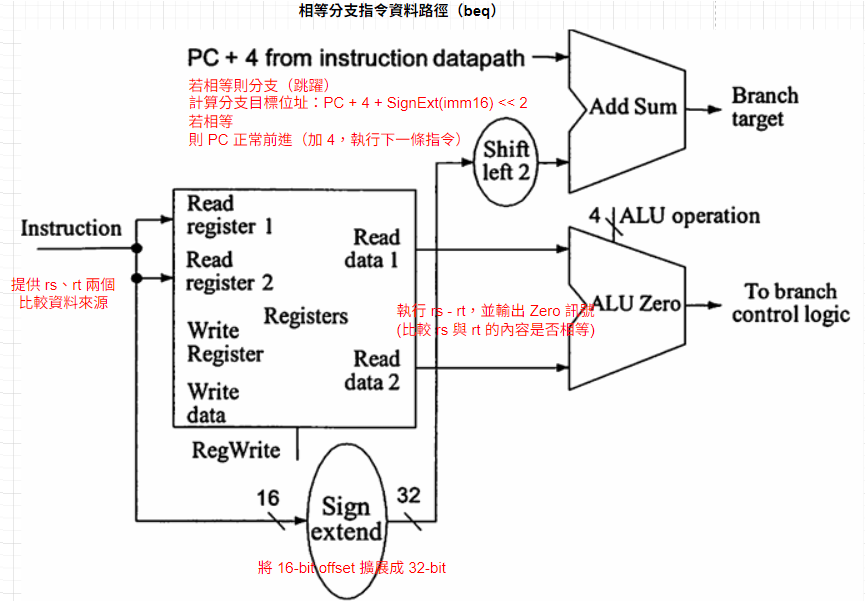 相等分支指令資料路徑（beq）
PC + 4 from instruction datapath
若相等則分支（跳躍）
計算分支目標位址：PC + 4 + SignExt(imm16) << 2
若相等
則 PC 正常前進（加 4，執行下一條指令）
Add Sum
Branch
target
Shift
left 2
Instruction
提供 rs、rt 兩個
比較資料來源
Read
register 1
Read
register 2
Registers
Write
Register
Write
data
Read
data 1
Read
data 2
RegWrite
4
ALU operation
執行 rs - rt，並輸出 Zero 訊號
(比較 rs 與 rt 的內容是否相等)
ALU Zero
To branch
control logic
16
Sign
extend
32
將 16-bit offset 擴展成 32-bit